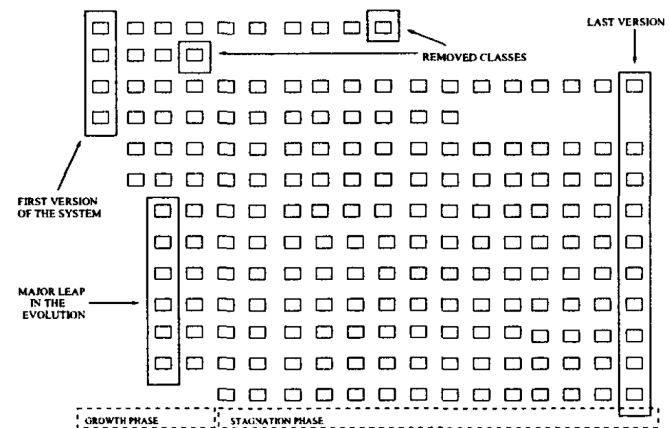 LAST VERSION
REMOVED CLASSES
FIRST VERSION
OF THE SYSTEM
MAJOR LEAP
IN THE
EVOLUTION
GROWTH PHASE
STAGNATION PHASE